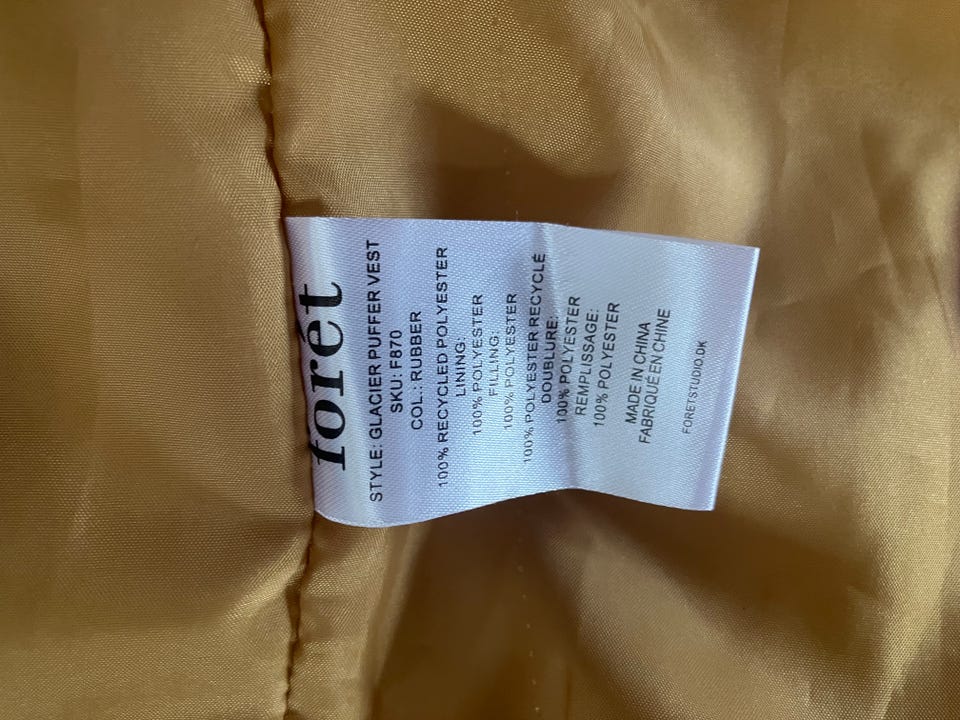 forét
STYLE: GLACIER PUFFER VEST
SKU: F870
COL.: RUBBER
100% RECYCLED POLYESTER
LINING:
100% POLYESTER
FILLING:
100% POLYESTER
100% POLYESTER RECYCLÉ
DOUBLURE:
100% POLYESTER
REMPLISSAGE:
100% POLYESTER
MADE IN CHINA
FABRIQUÉ EN CHINE
FORETSTUDIO.DK